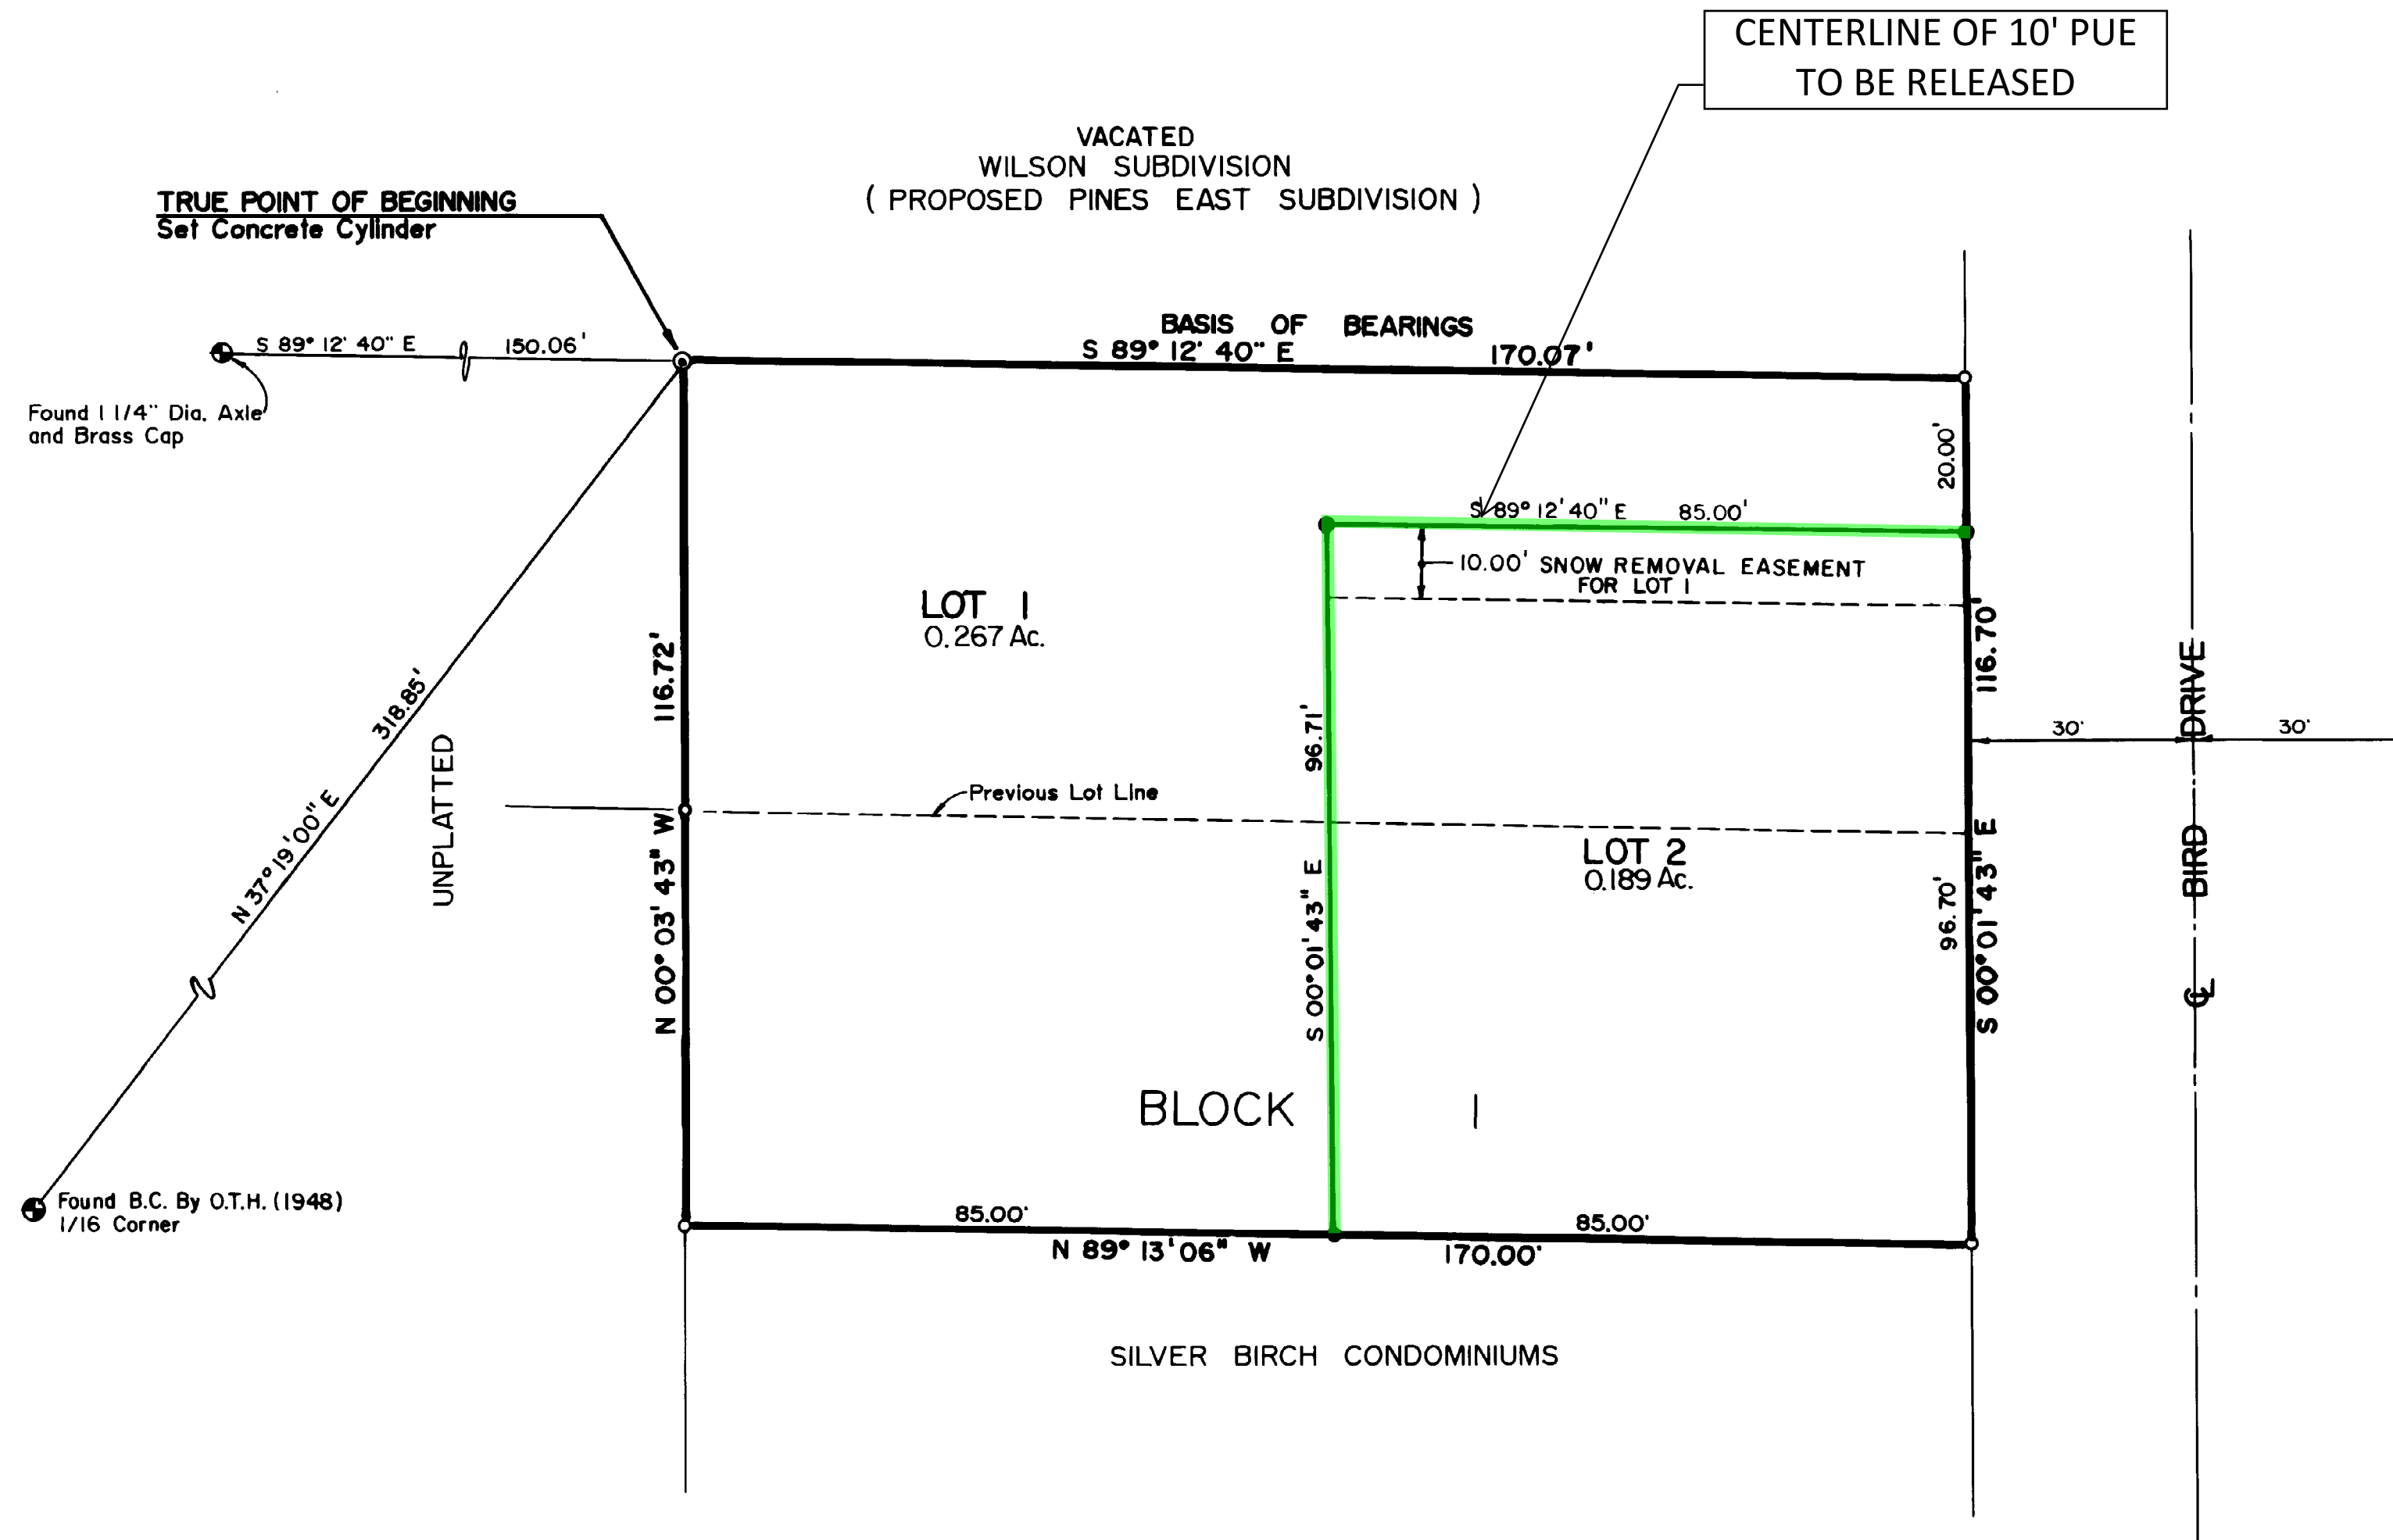 CENTERLINE OF 10' PUE
TO BE RELEASED
VACATED
WILSON SUBDIVISION
( PROPOSED PINES EAST SUBDIVISION )
TRUE POINT OF BEGINNING
Set Concrete Cylinder
BASIS OF BEARINGS
S 89° 12' 40" E 150.06'
S 89° 12' 40" E 170.07'
Found 1 1/4" Dia. Axle
and Brass Cap
20.00'
S 89° 12' 40" E 85.00'
10.00' SNOW REMOVAL EASEMENT
FOR LOT 1
LOT 1
0.267 Ac.
116.72'
N 00° 03' 43" W
318.85'
N 37° 19' 00" E
UNPLATTED
96.71'
S 00° 01' 43" E
116.70'
S 00° 01' 43" E
96.70'
30'
30'
BIRD DRIVE
℄
Previous Lot Line
LOT 2
0.189 Ac.
BLOCK 1
Found B.C. By O.T.H. (1948)
1/16 Corner
85.00'
85.00'
N 89° 13' 06" W 170.00'
SILVER BIRCH CONDOMINIUMS